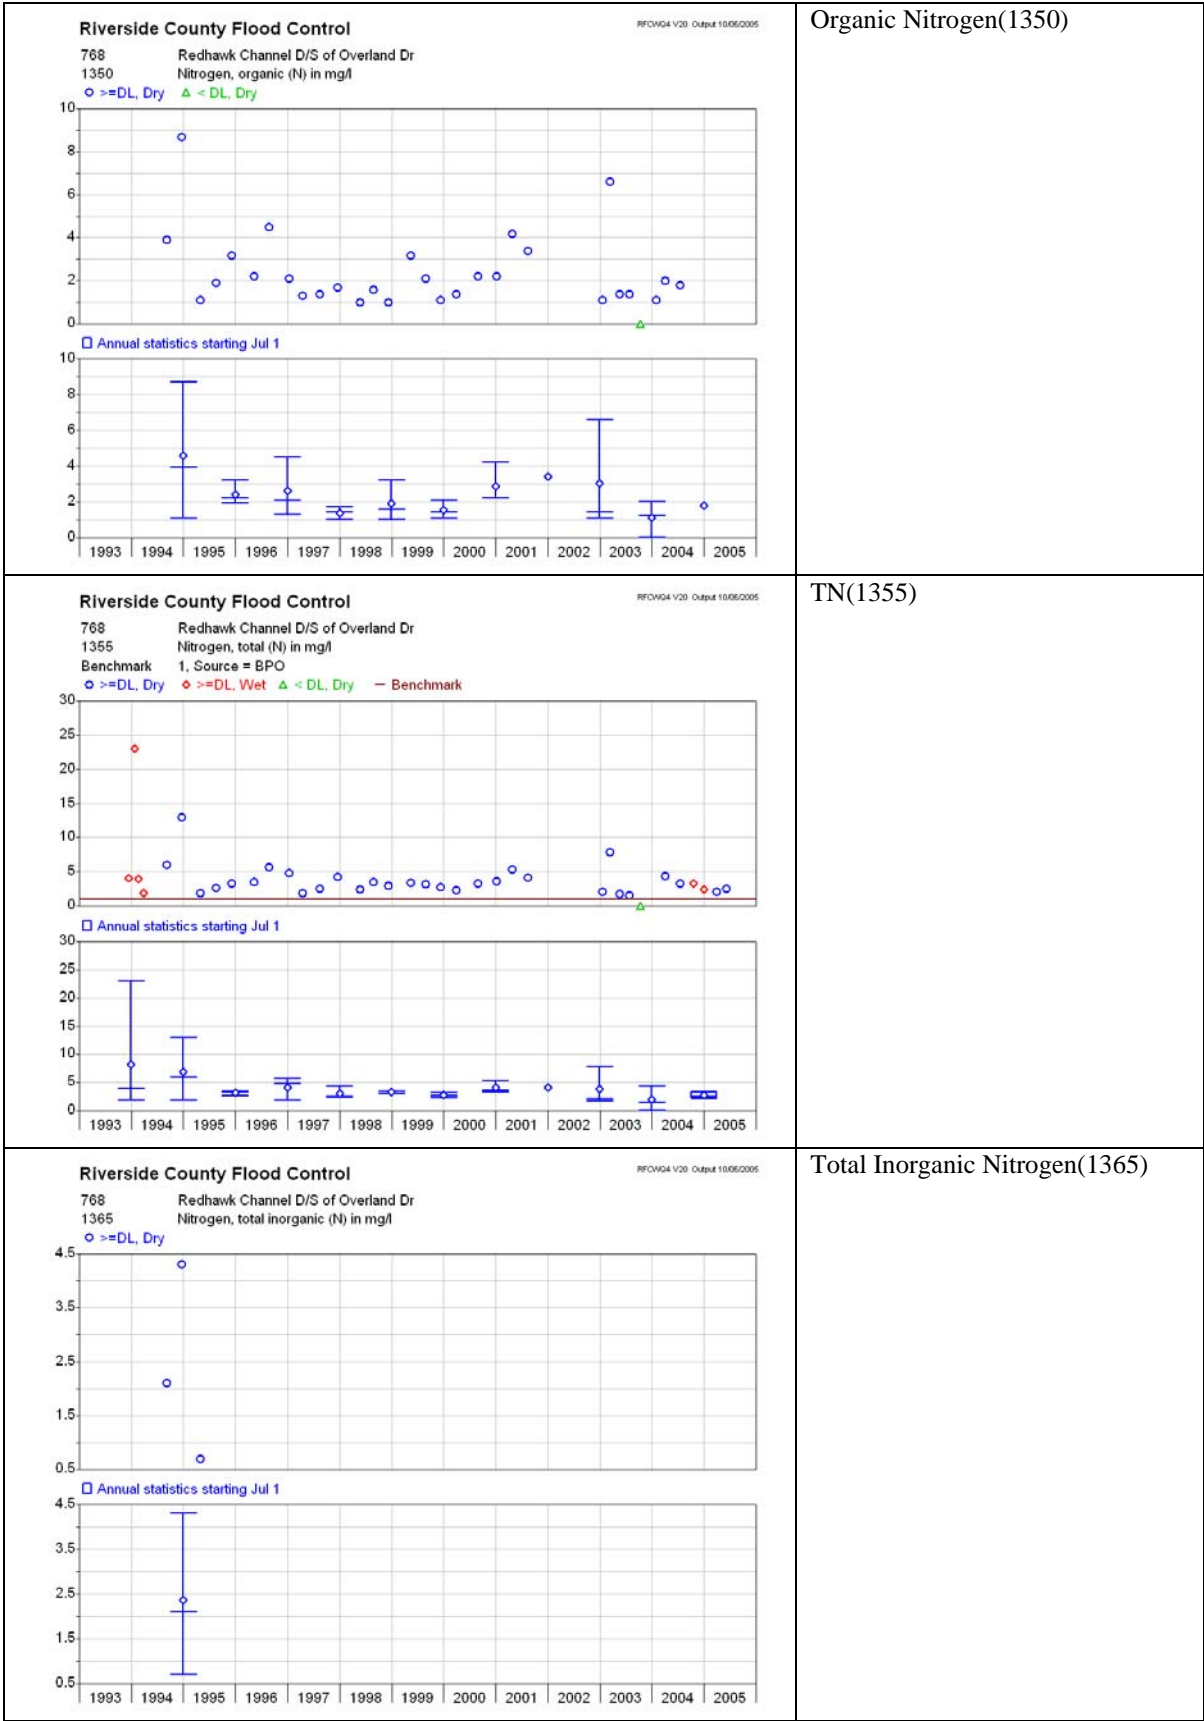 Riverside County Flood Control
RFCWQ4 V20 Output 10/06/2005
768 Redhawk Channel D/S of Overland Dr
1350 Nitrogen, organic (N) in mg/l
>=DL, Dry < DL, Dry
10
8
6
4
2
0
Annual statistics starting Jul 1
10
8
6
4
2
0
1993 1994 1995 1996 1997 1998 1999 2000 2001 2002 2003 2004 2005
Organic Nitrogen(1350)
Riverside County Flood Control
RFCWQ4 V20 Output 10/06/2005
768 Redhawk Channel D/S of Overland Dr
1355 Nitrogen, total (N) in mg/l
Benchmark 1, Source = BPO
>=DL, Dry >=DL, Wet < DL, Dry Benchmark
30
25
20
15
10
5
0
Annual statistics starting Jul 1
30
25
20
15
10
5
0
1993 1994 1995 1996 1997 1998 1999 2000 2001 2002 2003 2004 2005
TN(1355)
Riverside County Flood Control
RFCWQ4 V20 Output 10/06/2005
768 Redhawk Channel D/S of Overland Dr
1365 Nitrogen, total inorganic (N) in mg/l
>=DL, Dry
4.5
3.5
2.5
1.5
0.5
Annual statistics starting Jul 1
4.5
3.5
2.5
1.5
0.5
1993 1994 1995 1996 1997 1998 1999 2000 2001 2002 2003 2004 2005
Total Inorganic Nitrogen(1365)